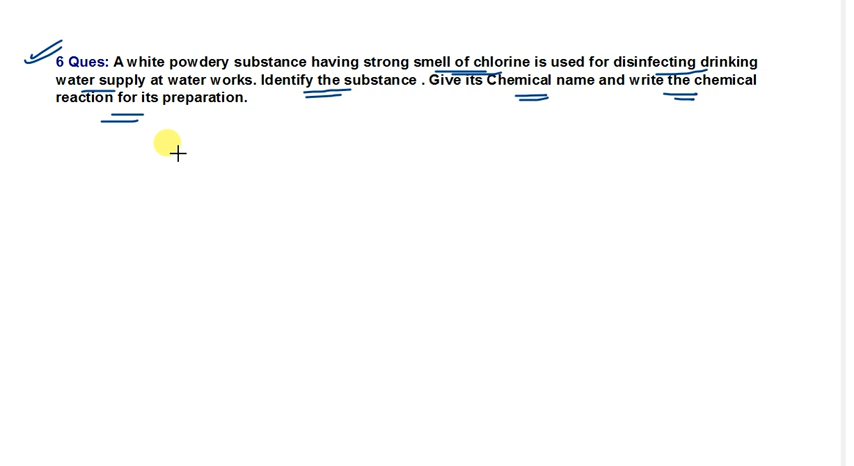 6 Ques: A white powdery substance having strong smell of chlorine is used for disinfecting drinking
water supply at water works. Identify the substance . Give its Chemical name and write the chemical
reaction for its preparation.